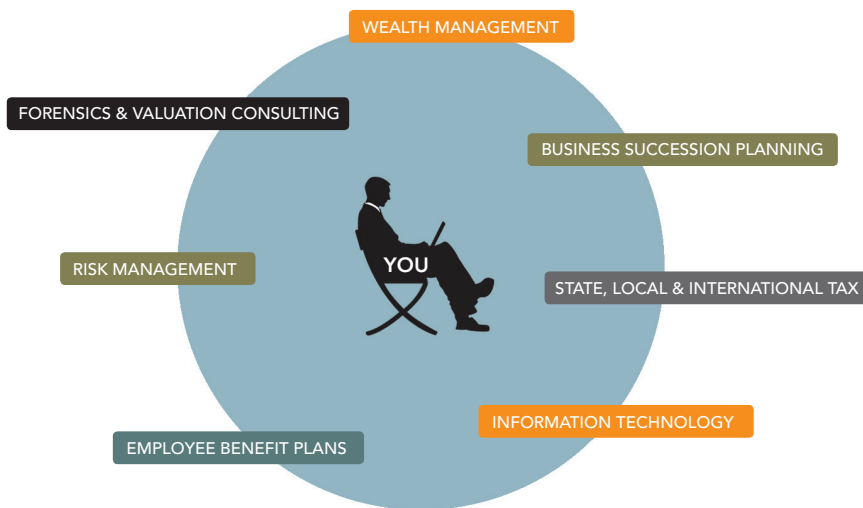 WEALTH MANAGEMENT
FORENSICS & VALUATION CONSULTING
BUSINESS SUCCESSION PLANNING
YOU
RISK MANAGEMENT
STATE, LOCAL & INTERNATIONAL TAX
INFORMATION TECHNOLOGY
EMPLOYEE BENEFIT PLANS